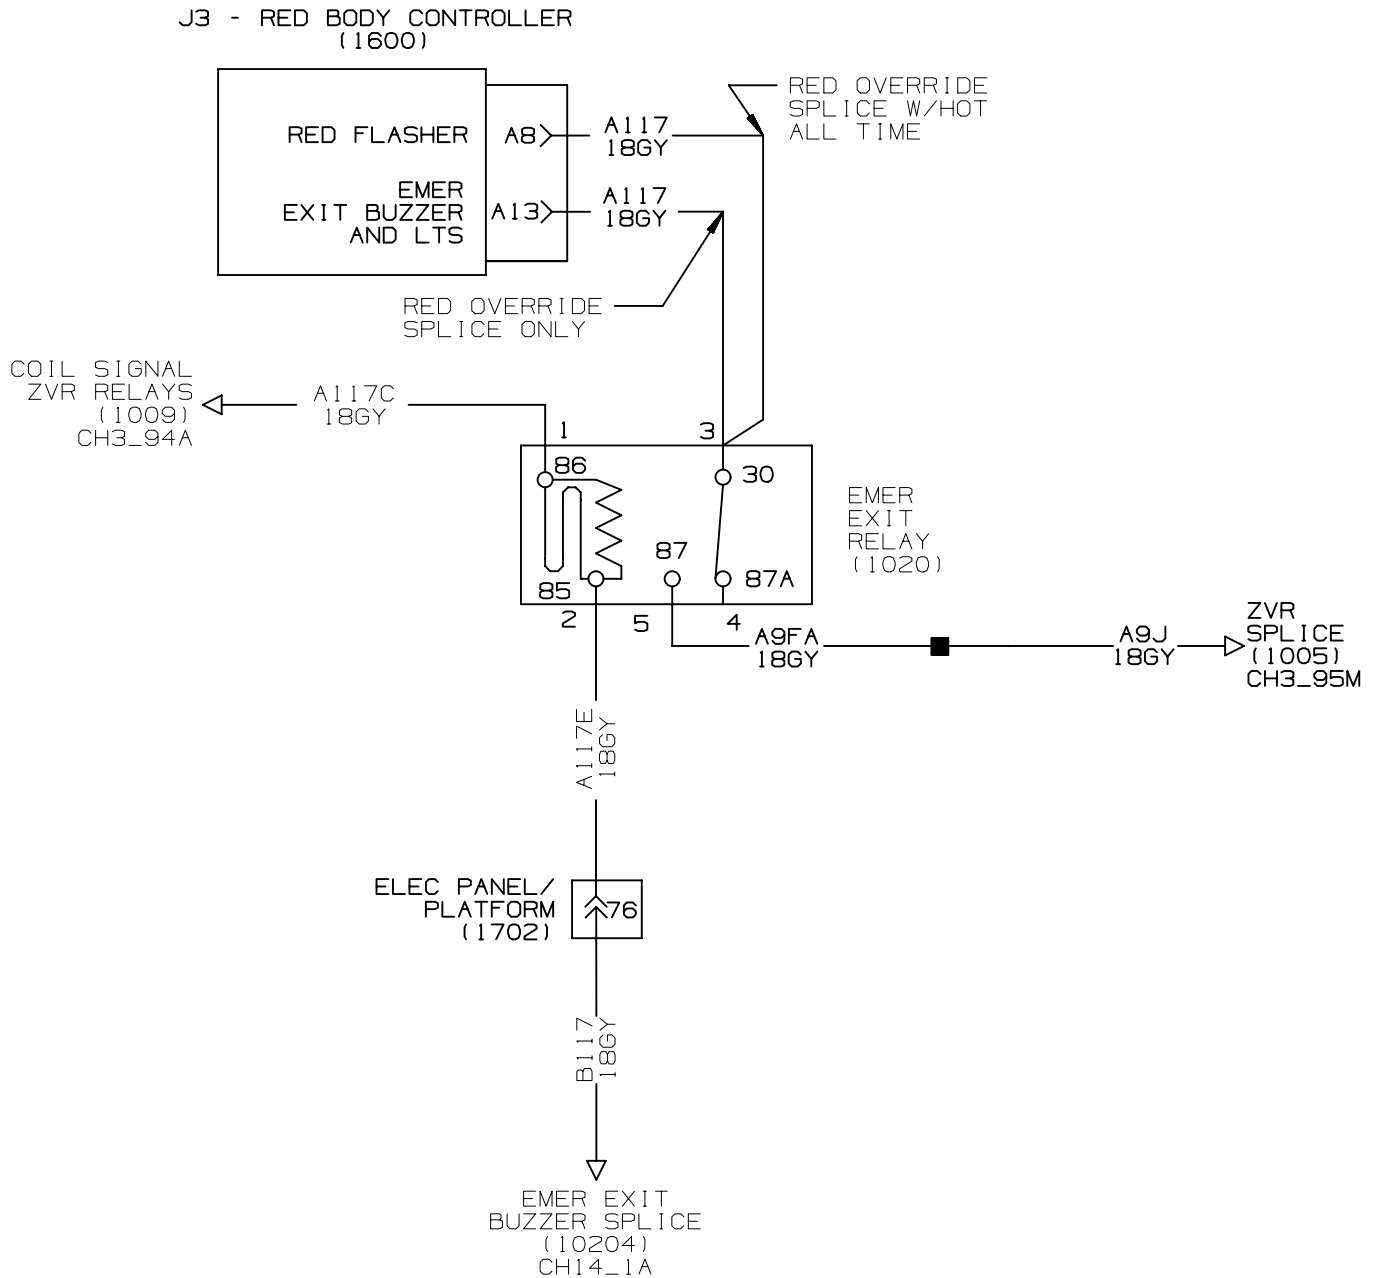 J3 - RED BODY CONTROLLER
(1600)
RED FLASHER
A8
A117
18GY
RED OVERRIDE
SPLICE W/HOT
ALL TIME
EMER
EXIT BUZZER
AND LTS
A13
A117
18GY
RED OVERRIDE
SPLICE ONLY
COIL SIGNAL
ZVR RELAYS
(1009)
CH3_94A
A117C
18GY
1
3
86
30
87
87A
85
2
5
4
EMER
EXIT
RELAY
(1020)
A9FA
18GY
A9J
18GY
ZVR
SPLICE
(1005)
CH3_95M
A117E
18GY
ELEC PANEL/
PLATFORM
(1702)
76
B117
18GY
EMER EXIT
BUZZER SPLICE
(10204)
CH14_1A